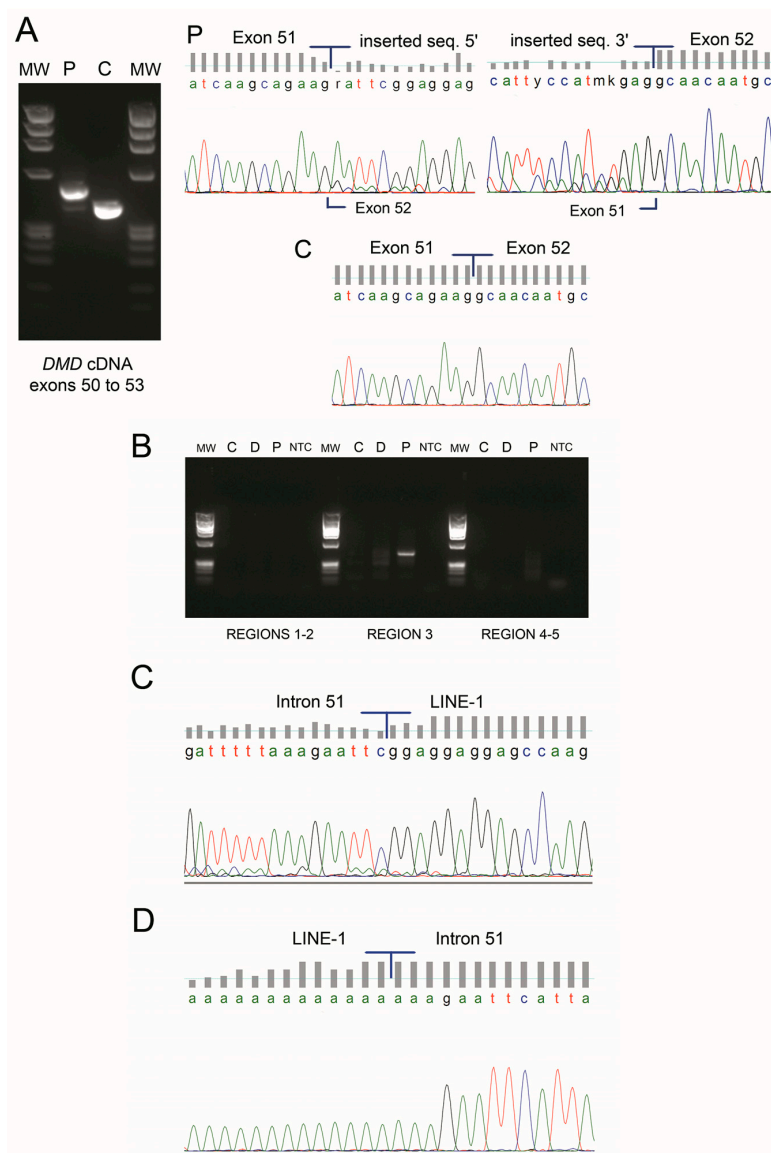 A
MW P C MW
DMD cDNA
exons 50 to 53
P
Exon 51 inserted seq. 5'
atcaagcagaagrattcggaggag
Exon 52
inserted seq. 3' Exon 52
cattyccatmkgaggcaacaatgc
Exon 51
C
Exon 51 Exon 52
atcaagcagaaggcaacaatgc
B
MW C D P NTC MW C D P NTC MW C D P NTC
REGIONS 1-2 REGION 3 REGION 4-5
C
Intron 51 LINE-1
gatttttaaagaattcggaggaggagccaag
D
LINE-1 Intron 51
aaaaaaaaaaaaaaaagaattcatta